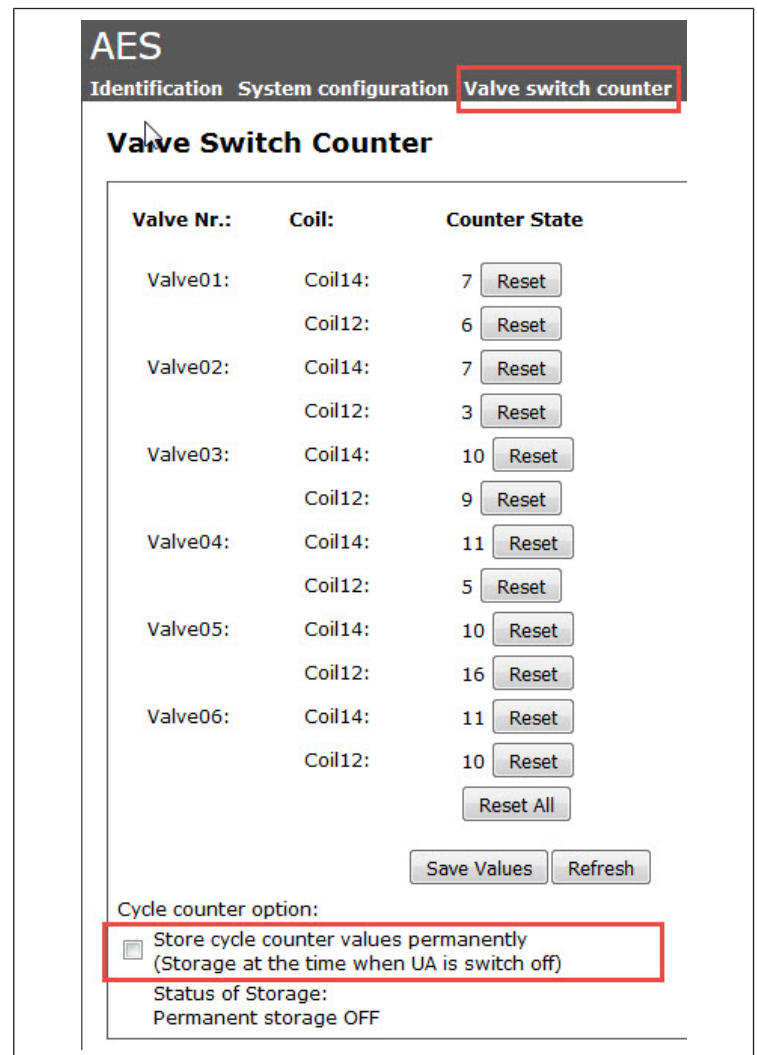 AES
Identification System configuration Valve switch counter
Valve Switch Counter
Valve Nr.: Coil: Counter State
Valve01: Coil14: 7 Reset
Coil12: 6 Reset
Valve02: Coil14: 7 Reset
Coil12: 3 Reset
Valve03: Coil14: 10 Reset
Coil12: 9 Reset
Valve04: Coil14: 11 Reset
Coil12: 5 Reset
Valve05: Coil14: 10 Reset
Coil12: 16 Reset
Valve06: Coil14: 11 Reset
Coil12: 10 Reset
Reset All
Save Values Refresh
Cycle counter option:
Store cycle counter values permanently
(Storage at the time when UA is switch off)
Status of Storage:
Permanent storage OFF